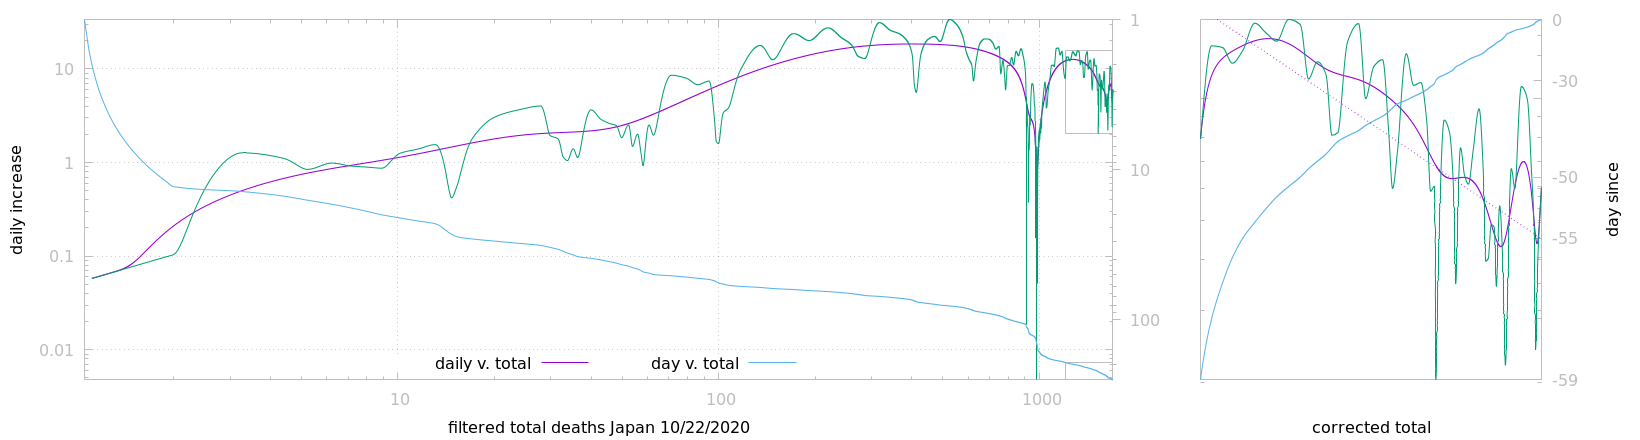 daily increase
10
1
0.1
0.01
daily v. total
day v. total
10
100
1000
filtered total deaths Japan 10/22/2020
1
10
100
0
-30
-50
-55
-59
day since
corrected total